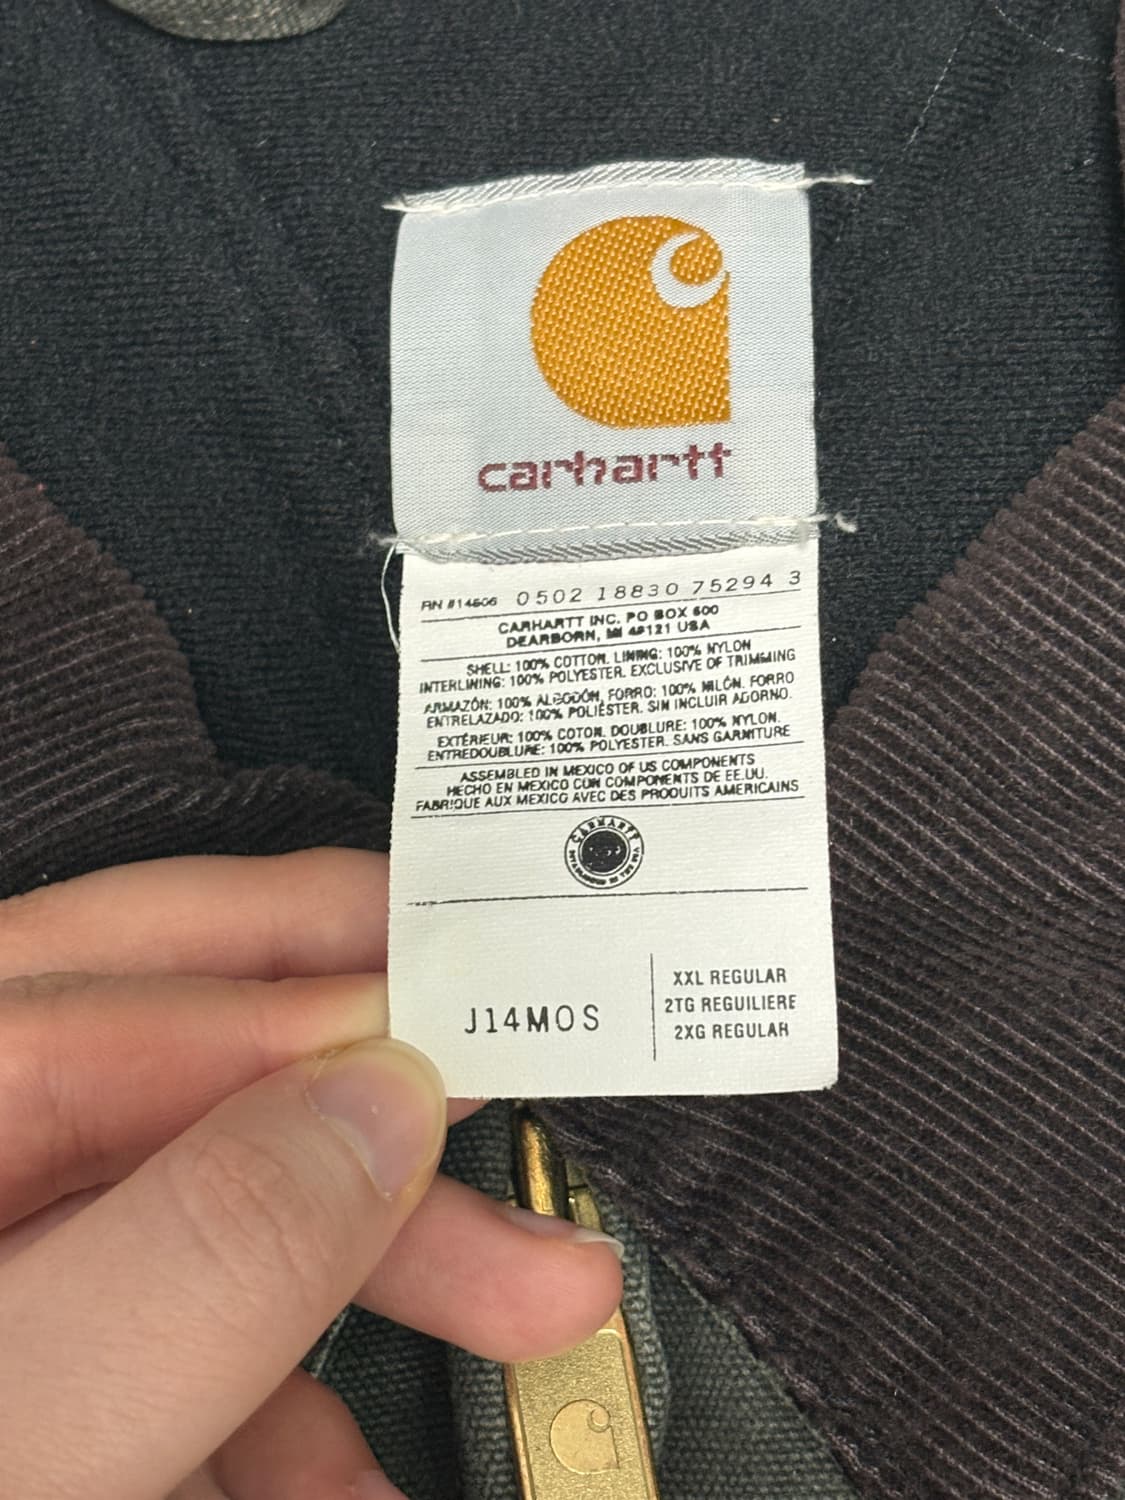 carhartt
RN #14806 0502 18830 75294 3
CARHARTT INC. PO BOX 600
DEARBORN, MI 48121 USA
SHELL: 100% COTTON. LINING: 100% NYLON
INTERLINING: 100% POLYESTER. EXCLUSIVE OF TRIMMING
ARMAZÓN: 100% ALGODÓN, FORRO: 100% NILÓN. FORRO
ENTRELAZADO: 100% POLIÉSTER. SIN INCLUIR ADORNO.
EXTÉRIEUR: 100% COTON. DOUBLURE: 100% NYLON.
ENTREDOUBLURE: 100% POLYESTER. SANS GARNITURE
ASSEMBLED IN MEXICO OF US COMPONENTS
HECHO EN MEXICO CON COMPONENTS DE EE.UU.
FABRIQUE AUX MEXICO AVEC DES PRODUITS AMERICAINS
CARHARTT
J14MOS
XXL REGULAR
2TG REGUILIERE
2XG REGULAR